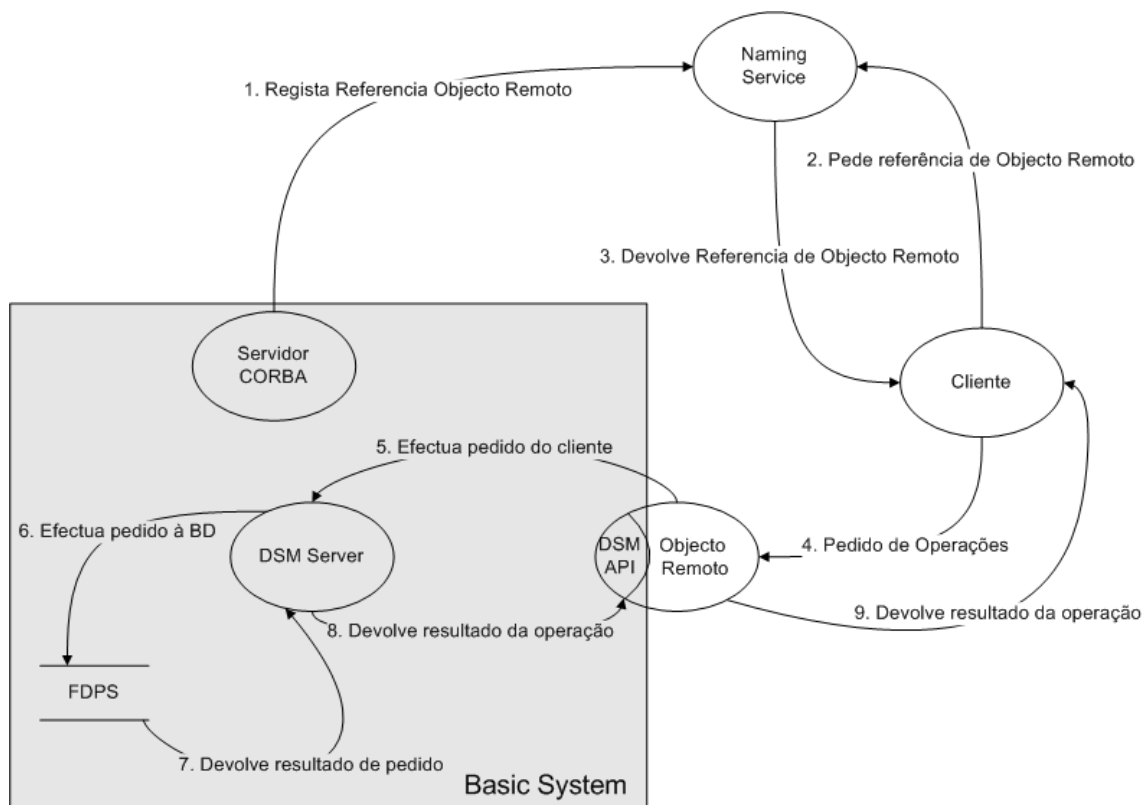 Naming
Service
1. Regista Referencia Objecto Remoto
2. Pede referência de Objecto Remoto
3. Devolve Referencia de Objecto Remoto
Servidor
CORBA
Cliente
5. Efectua pedido do cliente
6. Efectua pedido à BD
DSM Server
DSM
API
Objecto
Remoto
4. Pedido de Operações
8. Devolve resultado da operação
9. Devolve resultado da operação
FDPS
7. Devolve resultado de pedido
Basic System